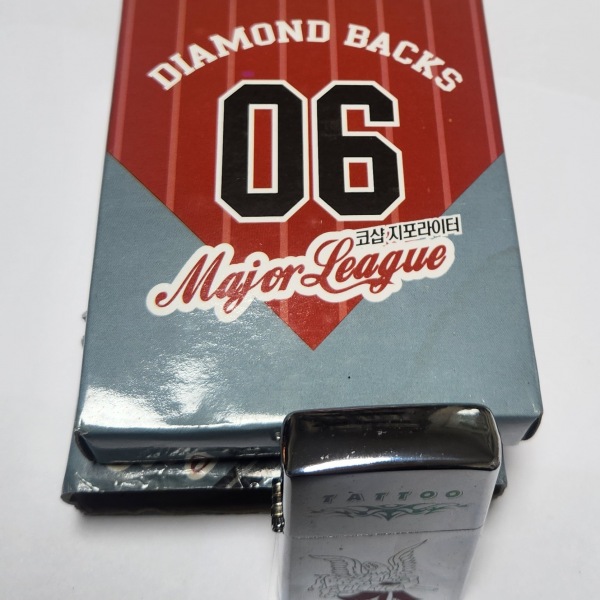 DIAMOND BACKS
06
코삽 지포라이터
Major League
TATTOO